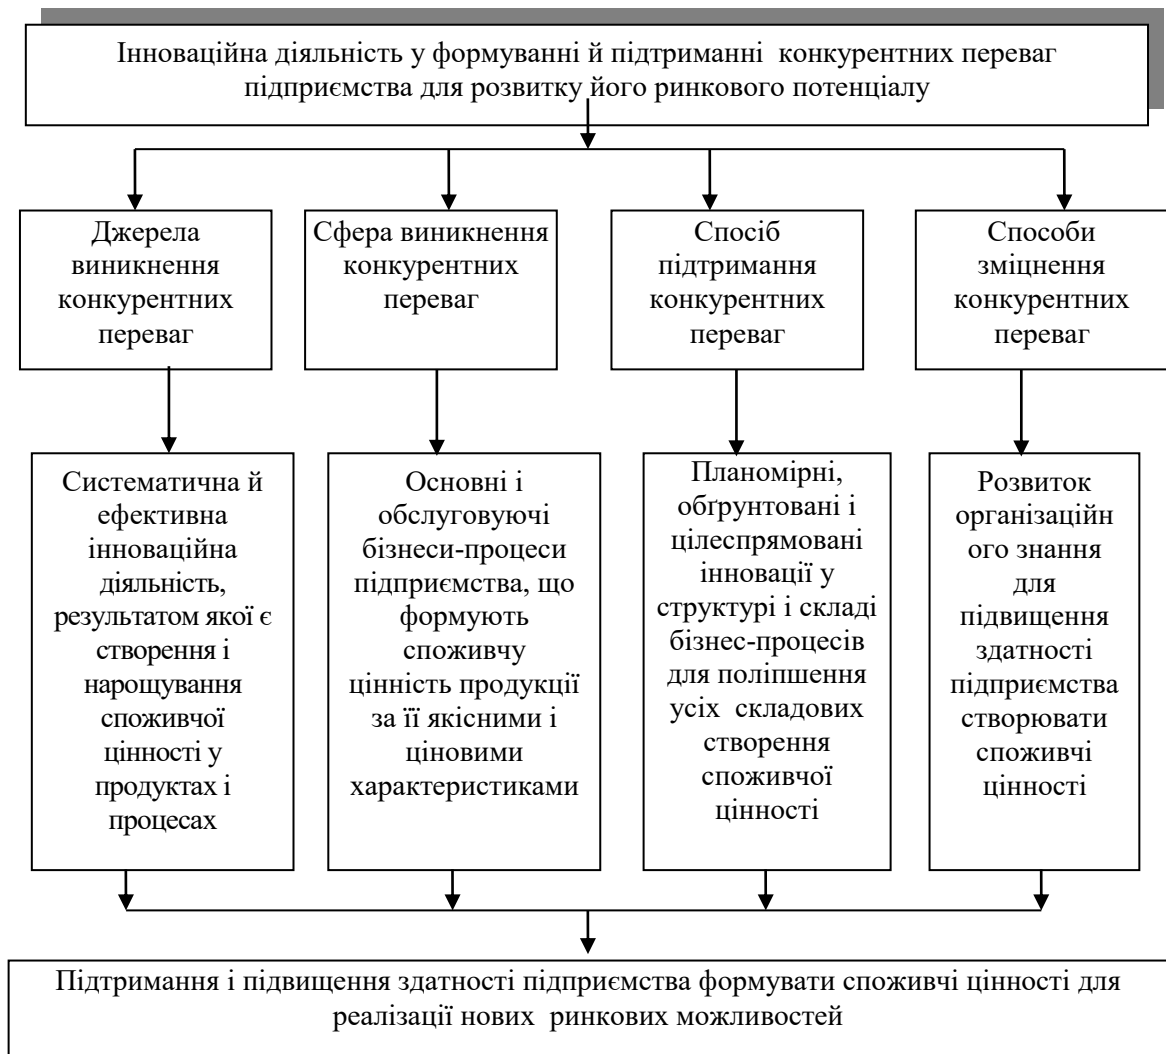 Інноваційна діяльність у формуванні й підтриманні конкурентних переваг
підприємства для розвитку його ринкового потенціалу
Джерела
виникнення
конкурентних
переваг
Сфера виникнення
конкурентних
переваг
Спосіб
підтримання
конкурентних
переваг
Способи
зміцнення
конкурентних
переваг
Систематична й
ефективна
інноваційна
діяльність,
результатом якої є
створення і
нарощування
споживчої
цінності у
продуктах і
процесах
Основні і
обслуговуючі
бізнеси-процеси
підприємства, що
формують
споживчу
цінність продукції
за її якісними і
ціновими
характеристиками
Планомірні,
обґрунтовані і
цілеспрямовані
інновації у
структурі і складі
бізнес-процесів
для поліпшення
усіх складових
створення
споживчої
цінності
Розвиток
організаційн
ого знання
для
підвищення
здатності
підприємства
створювати
споживчі
цінності
Підтримання і підвищення здатності підприємства формувати споживчі цінності для
реалізації нових ринкових можливостей